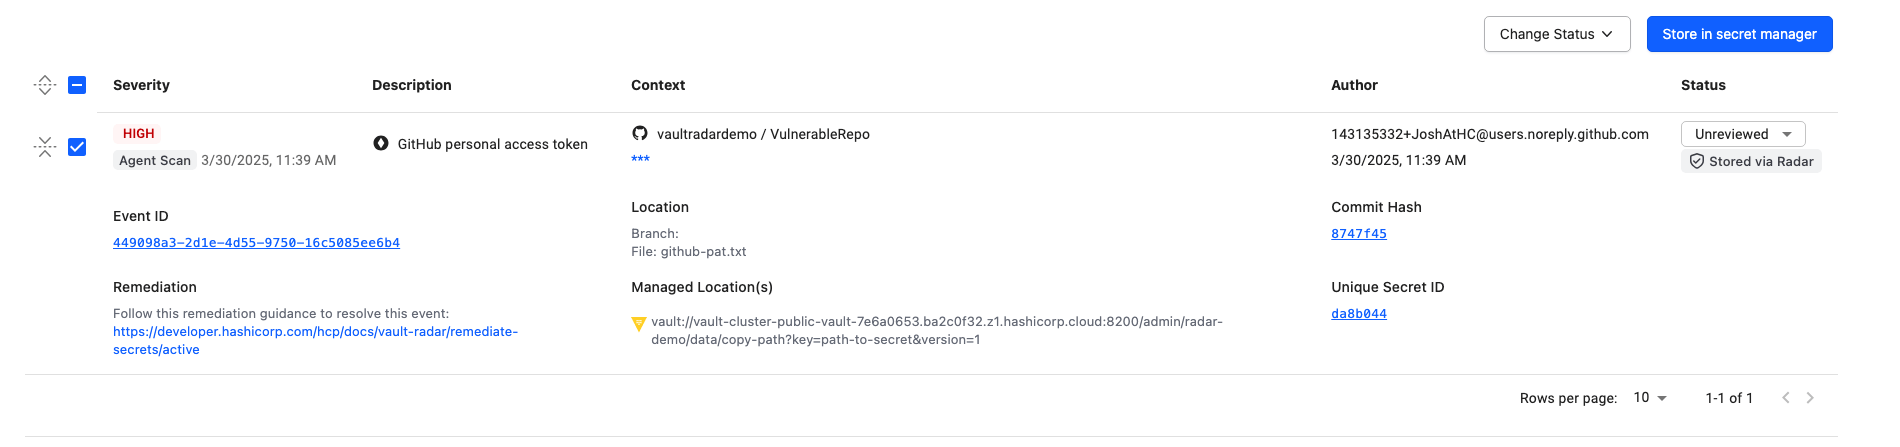 Change Status
Store in secret manager
Severity Description Context Author Status
HIGH
GitHub personal access token
vaultradardemo / VulnerableRepo
143135332+JoshAtHC@users.noreply.github.com
Unreviewed
Agent Scan 3/30/2025, 11:39 AM
***
3/30/2025, 11:39 AM
Stored via Radar
Event ID
449098a3-2d1e-4d55-9750-16c5085ee6b4
Location
Branch:
File: github-pat.txt
Commit Hash
8747f45
Remediation
Follow this remediation guidance to resolve this event:
https://developer.hashicorp.com/hcp/docs/vault-radar/remediate-
secrets/active
Managed Location(s)
vault://vault-cluster-public-vault-7e6a0653.ba2c0f32.z1.hashicorp.cloud:8200/admin/radar-
demo/data/copy-path?key=path-to-secret&version=1
Unique Secret ID
da8b044
Rows per page: 10 1-1 of 1